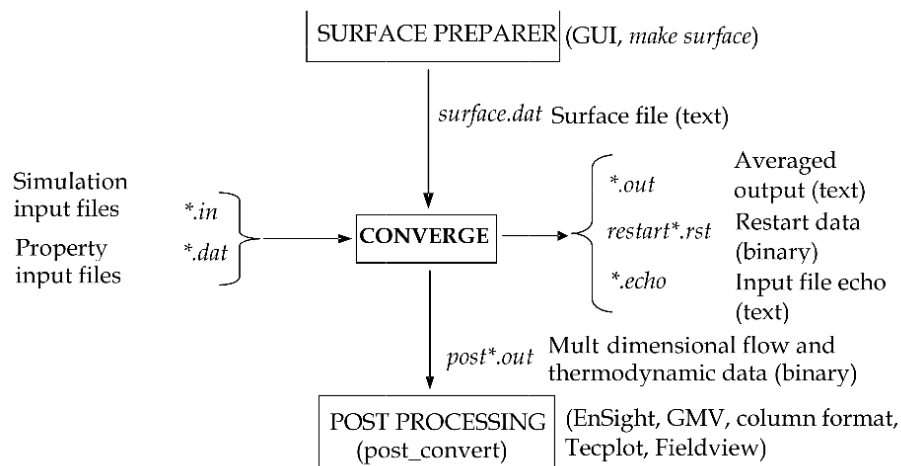 SURFACE PREPARER (GUI, make surface)
surface.dat Surface file (text)
Simulation
input files
*.in
Property
input files
*.dat
CONVERGE
*.out
Averaged
output (text)
restart*.rst
Restart data
(binary)
*.echo
Input file echo
(text)
post*.out
Mult dimensional flow and
thermodynamic data (binary)
POST PROCESSING
(post_convert)
(EnSight, GMV, column format,
Tecplot, Fieldview)